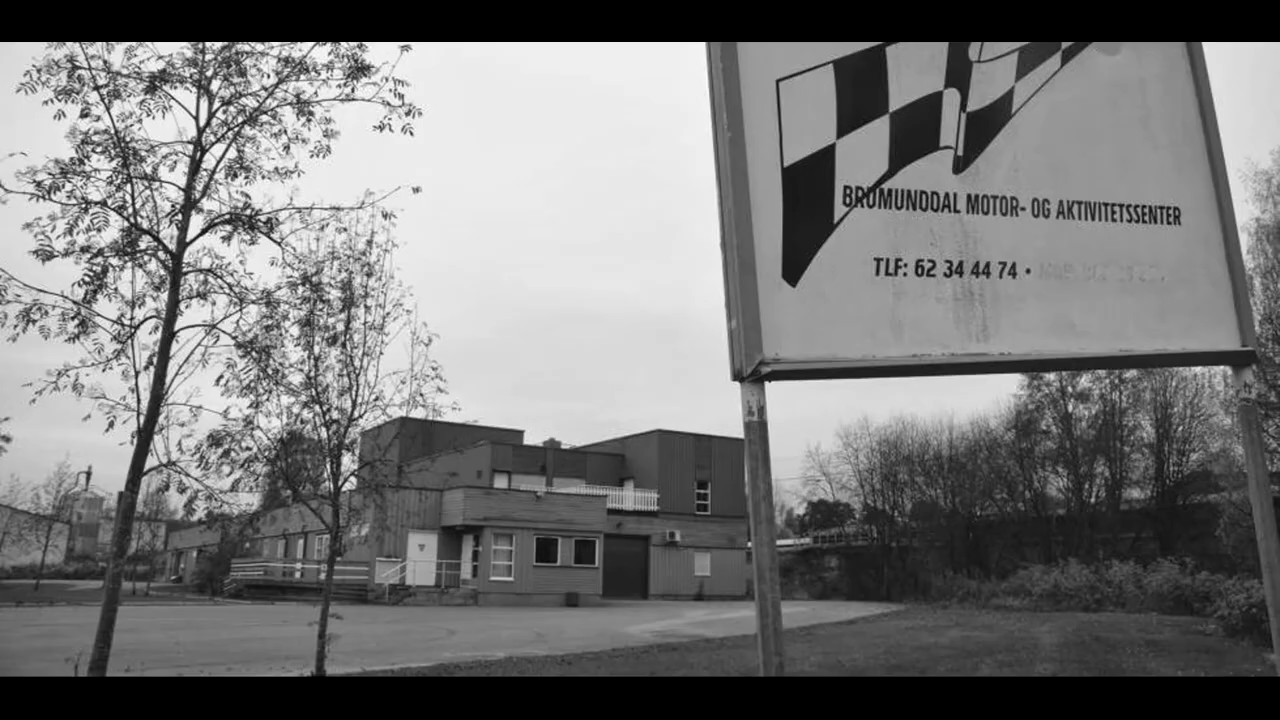 BRUMUNDDAL MOTOR- OG AKTIVITETSSENTER
TLF: 62 34 44 74 •